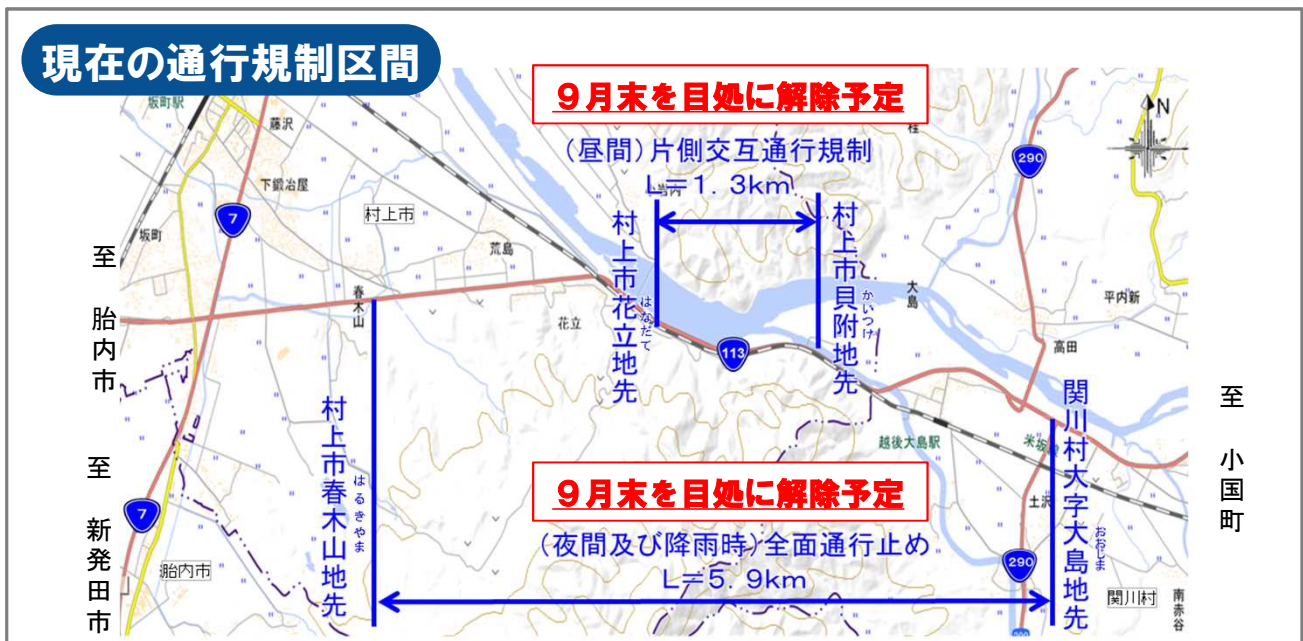 現在の通行規制区間
9月末を目処に解除予定
(昼間)片側交互通行規制
L=1.3km
村上市花立地先
はなだて
村上市貝附地先
かいつけ
9月末を目処に解除予定
(夜間及び降雨時)全面通行止め
L=5.9km
村上市春木山地先
はるきやま
関川村大字大島地先
おおじま
至 胎内市
至 新発田市
至 小国町
N
坂町駅
藤沢
下鍛冶屋
村上市
坂町
荒島
春木山
花立
小岩内
桂
大島
平内新
高田
越後大島駅
米坂線
土沢
関川村
南赤谷
胎内市
7
7
113
290
290